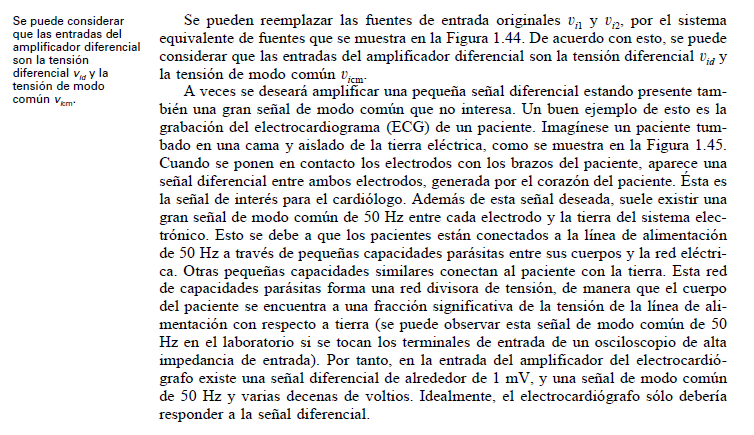 Se puede considerar
que las entradas del
amplificador diferencial
son la tensión
diferencial vid y la
tensión de modo
común vicm.
Se pueden reemplazar las fuentes de entrada originales vi1 y vi2, por el sistema
equivalente de fuentes que se muestra en la Figura 1.44. De acuerdo con esto, se puede
considerar que las entradas del amplificador diferencial son la tensión diferencial vid y
la tensión de modo común vicm.
A veces se deseará amplificar una pequeña señal diferencial estando presente tam-
bién una gran señal de modo común que no interesa. Un buen ejemplo de esto es la
grabación del electrocardiograma (ECG) de un paciente. Imagínese un paciente tum-
bado en una cama y aislado de la tierra eléctrica, como se muestra en la Figura 1.45.
Cuando se ponen en contacto los electrodos con los brazos del paciente, aparece una
señal diferencial entre ambos electrodos, generada por el corazón del paciente. Ésta es
la señal de interés para el cardiólogo. Además de esta señal deseada, suele existir una
gran señal de modo común de 50 Hz entre cada electrodo y la tierra del sistema elec-
trónico. Esto se debe a que los pacientes están conectados a la línea de alimentación
de 50 Hz a través de pequeñas capacidades parásitas entre sus cuerpos y la red eléctri-
ca. Otras pequeñas capacidades similares conectan al paciente con la tierra. Esta red
de capacidades parásitas forma una red divisora de tensión, de manera que el cuerpo
del paciente se encuentra a una fracción significativa de la tensión de la línea de ali-
mentación con respecto a tierra (se puede observar esta señal de modo común de 50
Hz en el laboratorio si se tocan los terminales de entrada de un osciloscopio de alta
impedancia de entrada). Por tanto, en la entrada del amplificador del electrocardió-
grafo existe una señal diferencial de alrededor de 1 mV, y una señal de modo común
de 50 Hz y varias decenas de voltios. Idealmente, el electrocardiógrafo sólo debería
responder a la señal diferencial.